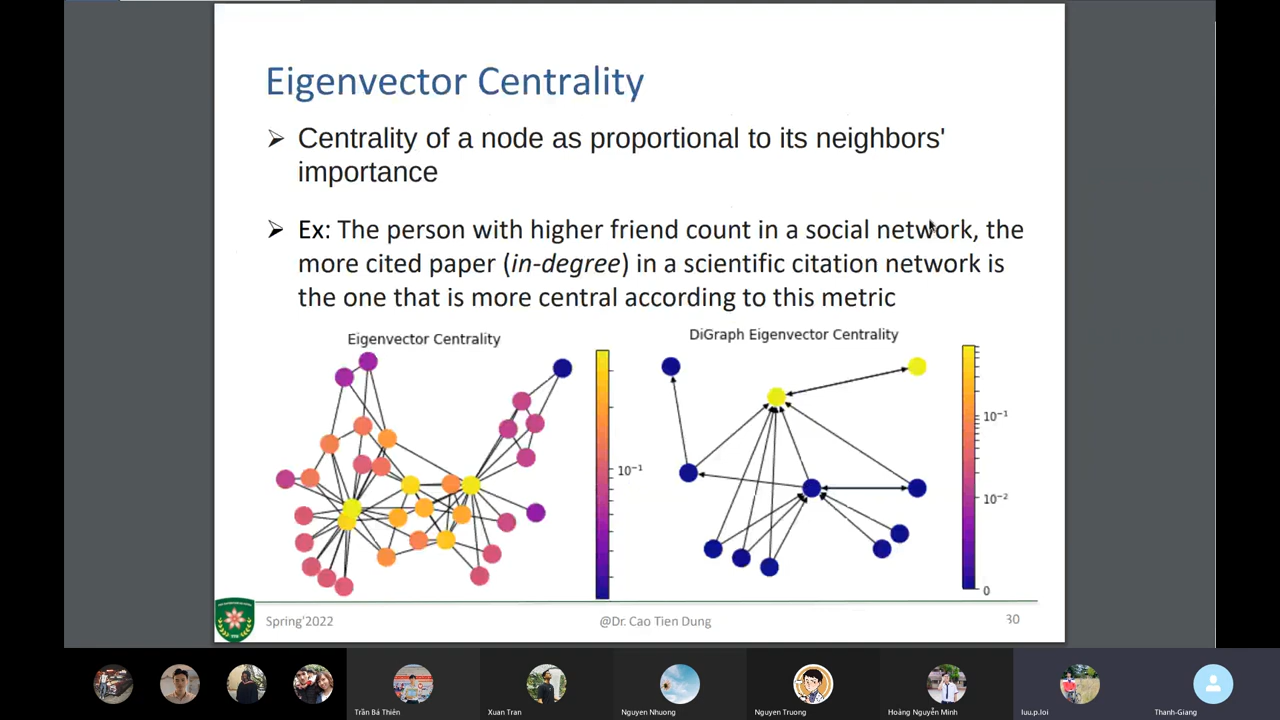 Eigenvector Centrality
Centrality of a node as proportional to its neighbors'
importance
Ex: The person with higher friend count in a social network, the
more cited paper (in-degree) in a scientific citation network is
the one that is more central according to this metric
Eigenvector Centrality
10⁻¹
DiGraph Eigenvector Centrality
10⁻¹
10⁻²
0
Spring'2022
@Dr. Cao Tien Dung
30
Trần Bá Thiên
Xuan Tran
Nguyen Nhuong
Nguyen Truong
Hoàng Nguyễn Minh
luu.p.loi
Thanh-Giang